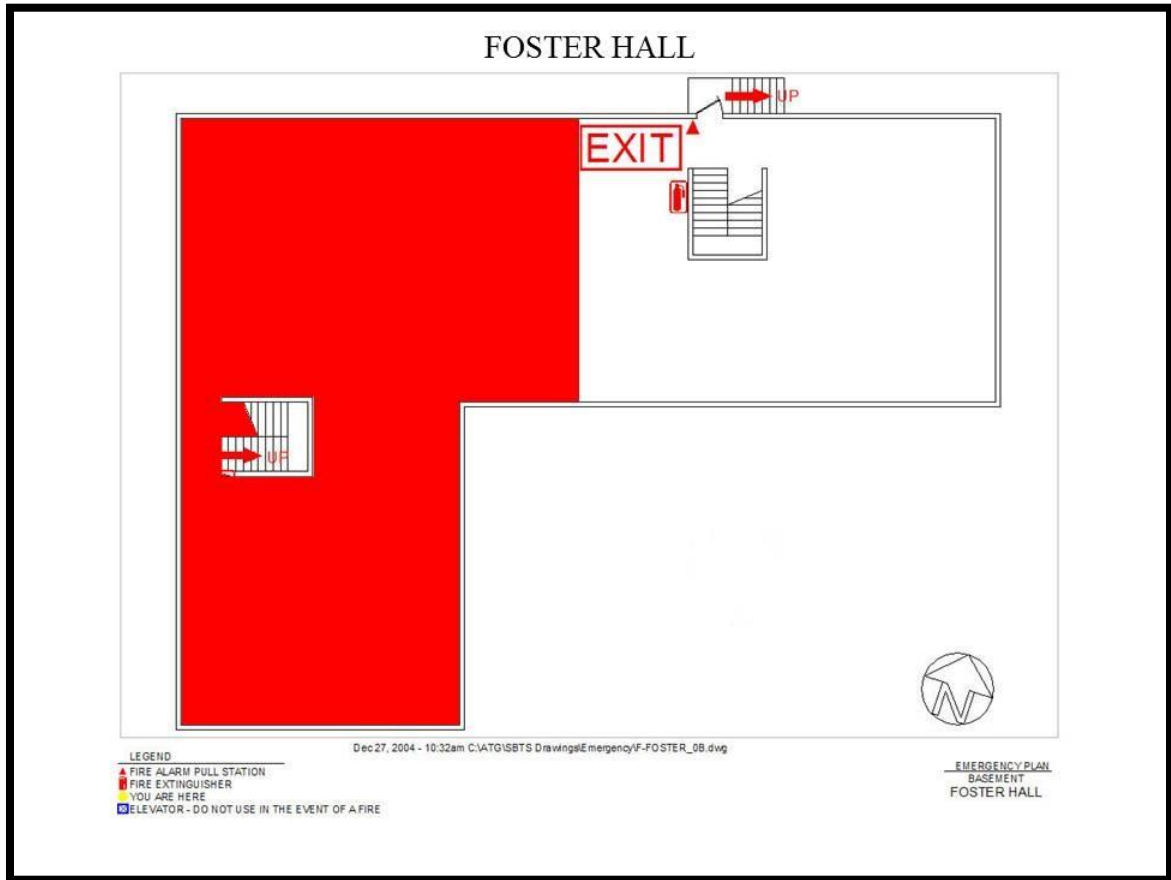 FOSTER HALL
UP
EXIT
UP
N
Dec 27, 2004 - 10:32am C:\ATG\SBTS Drawings\Emergency\F-FOSTER_0B.dwg
LEGEND
FIRE ALARM PULL STATION
FIRE EXTINGUISHER
YOU ARE HERE
ELEVATOR - DO NOT USE IN THE EVENT OF A FIRE
EMERGENCY PLAN
BASEMENT
FOSTER HALL